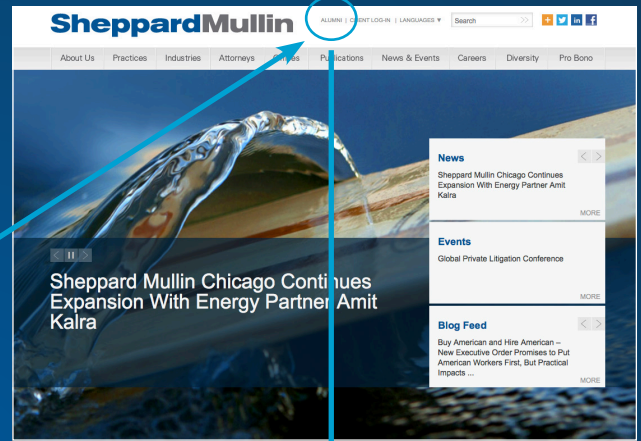 SheppardMullin
ALUMNI | CLIENT LOG-IN | LANGUAGES ▼
Search
About Us Practices Industries Attorneys Offices Publications News & Events Careers Diversity Pro Bono
Sheppard Mullin Chicago Continues
Expansion With Energy Partner Amit
Kalra
News
Sheppard Mullin Chicago Continues
Expansion With Energy Partner Amit
Kalra
MORE
Events
Global Private Litigation Conference
MORE
Blog Feed
Buy American and Hire American –
New Executive Order Promises to Put
American Workers First, But Practical
Impacts ...
MORE